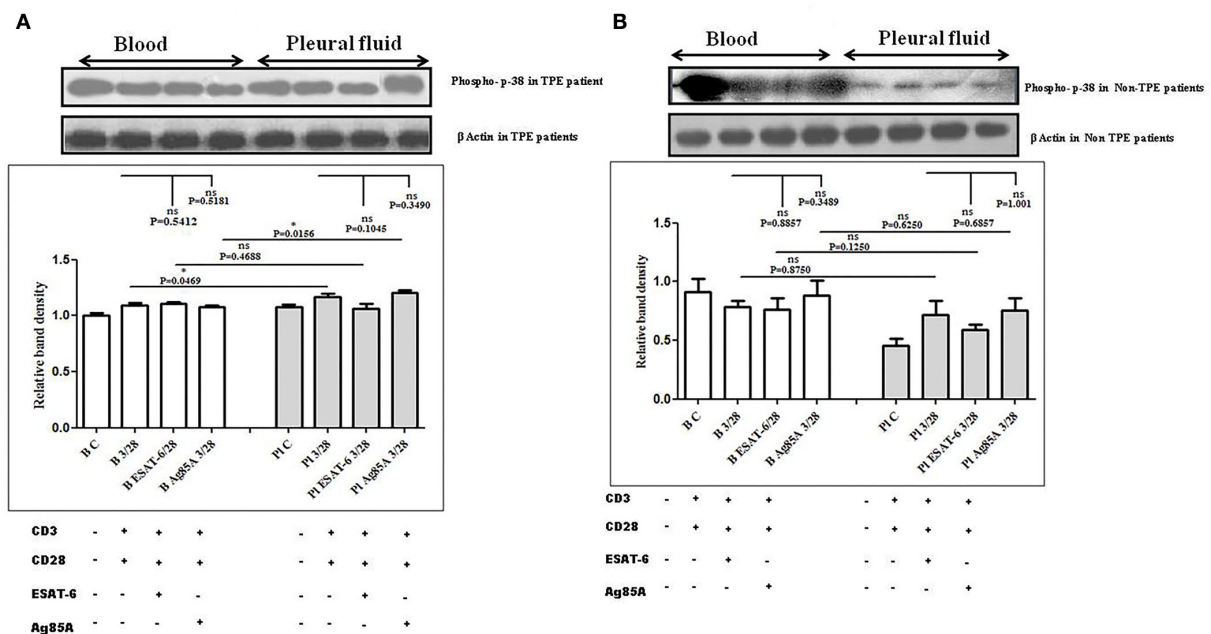 A
Blood
Pleural fluid
Phospho- p-38 in TPE patient
β Actin in TPE patients
ns
P=0.5412
ns
P=0.5181
ns
P=0.1045
ns
P=0.3490
*
P=0.0156
ns
P=0.4688
*
P=0.0469
Relative band density
1.5
1.0
0.5
0.0
B C
B 3/28
B ESAT-6/28
B Ag85A 3/28
Pl C
Pl 3/28
Pl ESAT-6 3/28
Pl Ag85A 3/28
CD3 - + + + - + + +
CD28 - + + + - + + +
ESAT-6 - - + - - - + -
Ag85A - - - + - - - +
B
Blood
Pleural fluid
Phospho- p-38 in Non-TPE patients
β Actin in Non TPE patients
ns
P=0.8857
ns
P=0.3489
ns
P=0.6857
ns
P=1.001
ns
P=0.6250
ns
P=0.1250
ns
P=0.8750
Relative band density
1.5
1.0
0.5
0.0
B C
B 3/28
B ESAT-6/28
B Ag85A 3/28
Pl C
Pl 3/28
Pl ESAT-6 3/28
Pl Ag85A 3/28
CD3 - + + + - + + +
CD28 - + + + - + + +
ESAT-6 - - + - - - + -
Ag85A - - - + - - - +